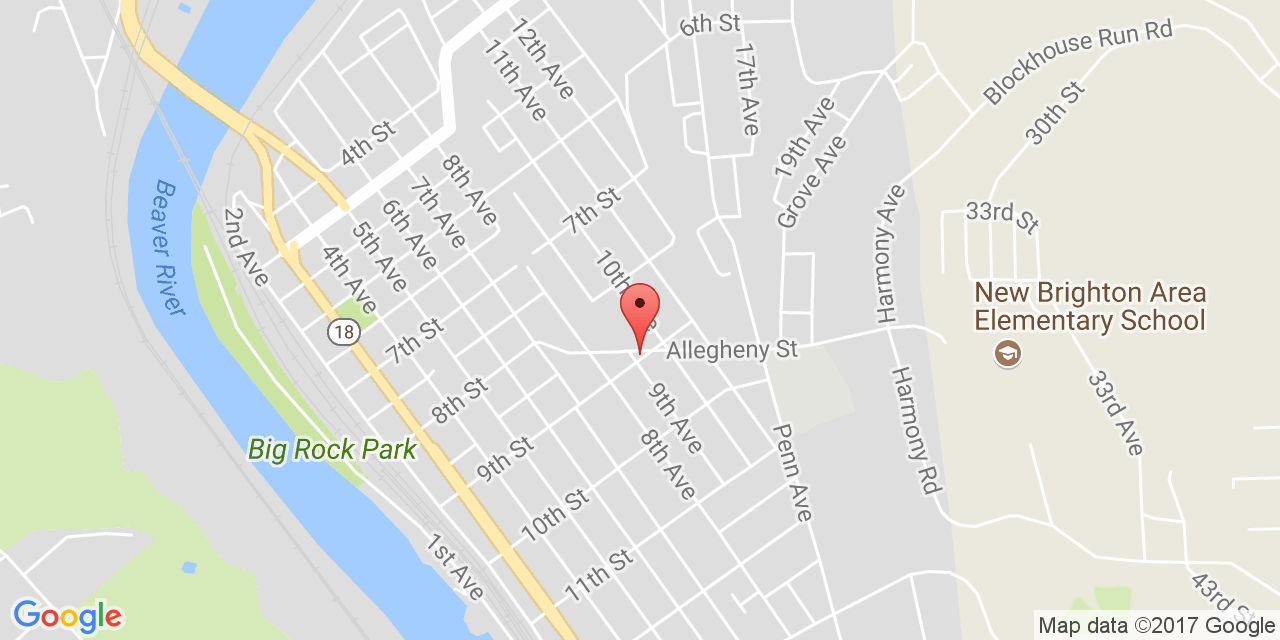 6th St
12th Ave
11th Ave
17th Ave
Blockhouse Run Rd
30th St
4th St
19th Ave
Grove Ave
8th Ave
7th Ave
6th Ave
5th Ave
4th Ave
2nd Ave
Beaver River
7th St
Harmony Ave
33rd St
10th
New Brighton Area
Elementary School
18
7th St
Allegheny St
8th St
9th Ave
8th Ave
Harmony Rd
33rd Ave
Big Rock Park
9th St
Penn Ave
10th St
11th St
1st Ave
43rd St
Google
Map data ©2017 Google